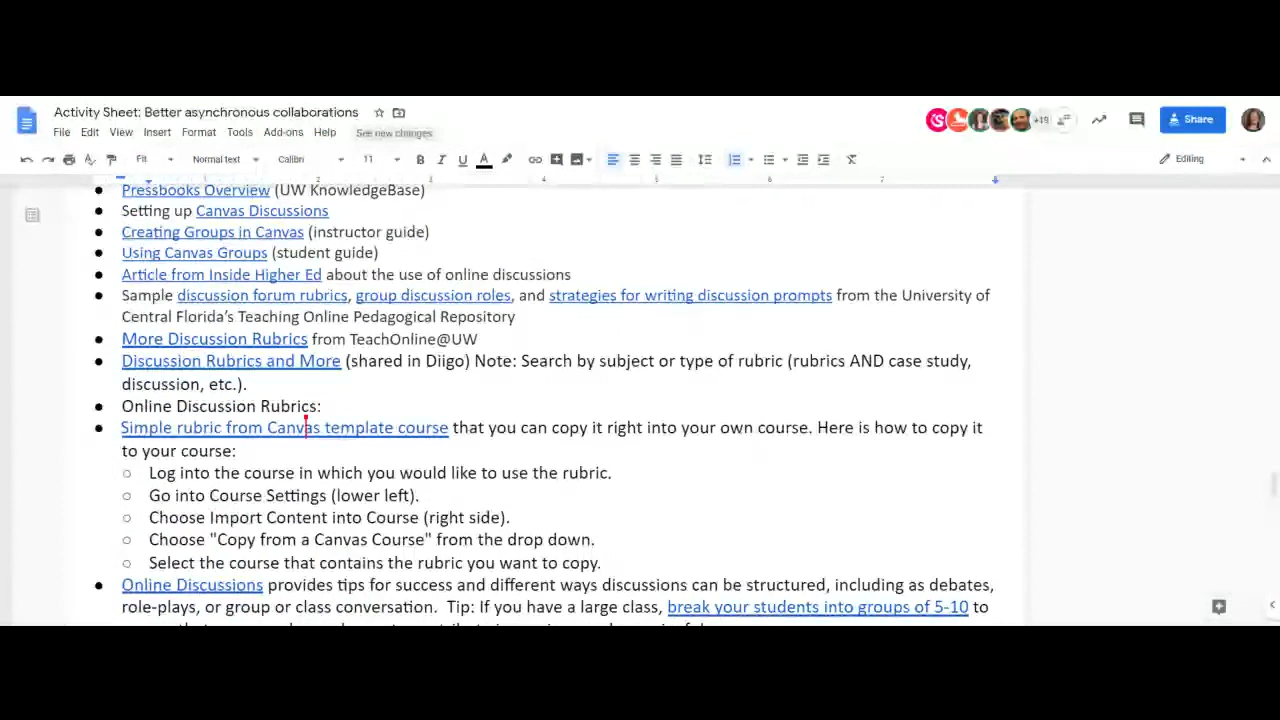 Activity Sheet: Better asynchronous collaborations
File Edit View Insert Format Tools Add-ons Help See new changes
+19
Share
Fit Normal text Calibri 11 B I U A Editing
2 4 5 6 7
Pressbooks Overview (UW KnowledgeBase)
Setting up Canvas Discussions
Creating Groups in Canvas (instructor guide)
Using Canvas Groups (student guide)
Article from Inside Higher Ed about the use of online discussions
Sample discussion forum rubrics, group discussion roles, and strategies for writing discussion prompts from the University of
Central Florida’s Teaching Online Pedagogical Repository
More Discussion Rubrics from TeachOnline@UW
Discussion Rubrics and More (shared in Diigo) Note: Search by subject or type of rubric (rubrics AND case study,
discussion, etc.).
Online Discussion Rubrics:
Simple rubric from Canvas template course that you can copy it right into your own course. Here is how to copy it
to your course:
Log into the course in which you would like to use the rubric.
Go into Course Settings (lower left).
Choose Import Content into Course (right side).
Choose "Copy from a Canvas Course" from the drop down.
Select the course that contains the rubric you want to copy.
Online Discussions provides tips for success and different ways discussions can be structured, including as debates,
role-plays, or group or class conversation. Tip: If you have a large class, break your students into groups of 5-10 to